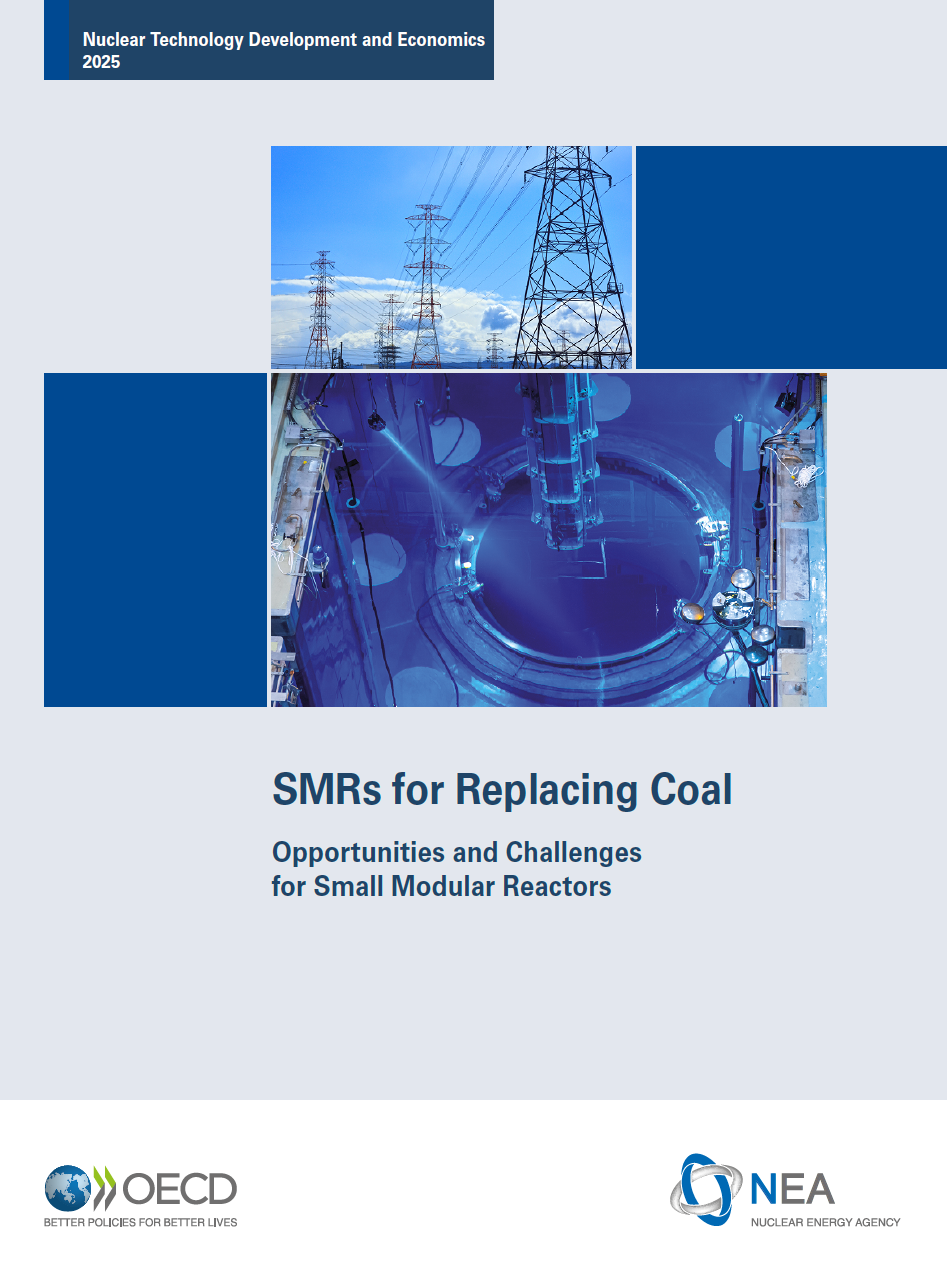 Nuclear Technology Development and Economics
2025
SMRs for Replacing Coal
Opportunities and Challenges
for Small Modular Reactors
OECD
BETTER POLICIES FOR BETTER LIVES
NEA
NUCLEAR ENERGY AGENCY